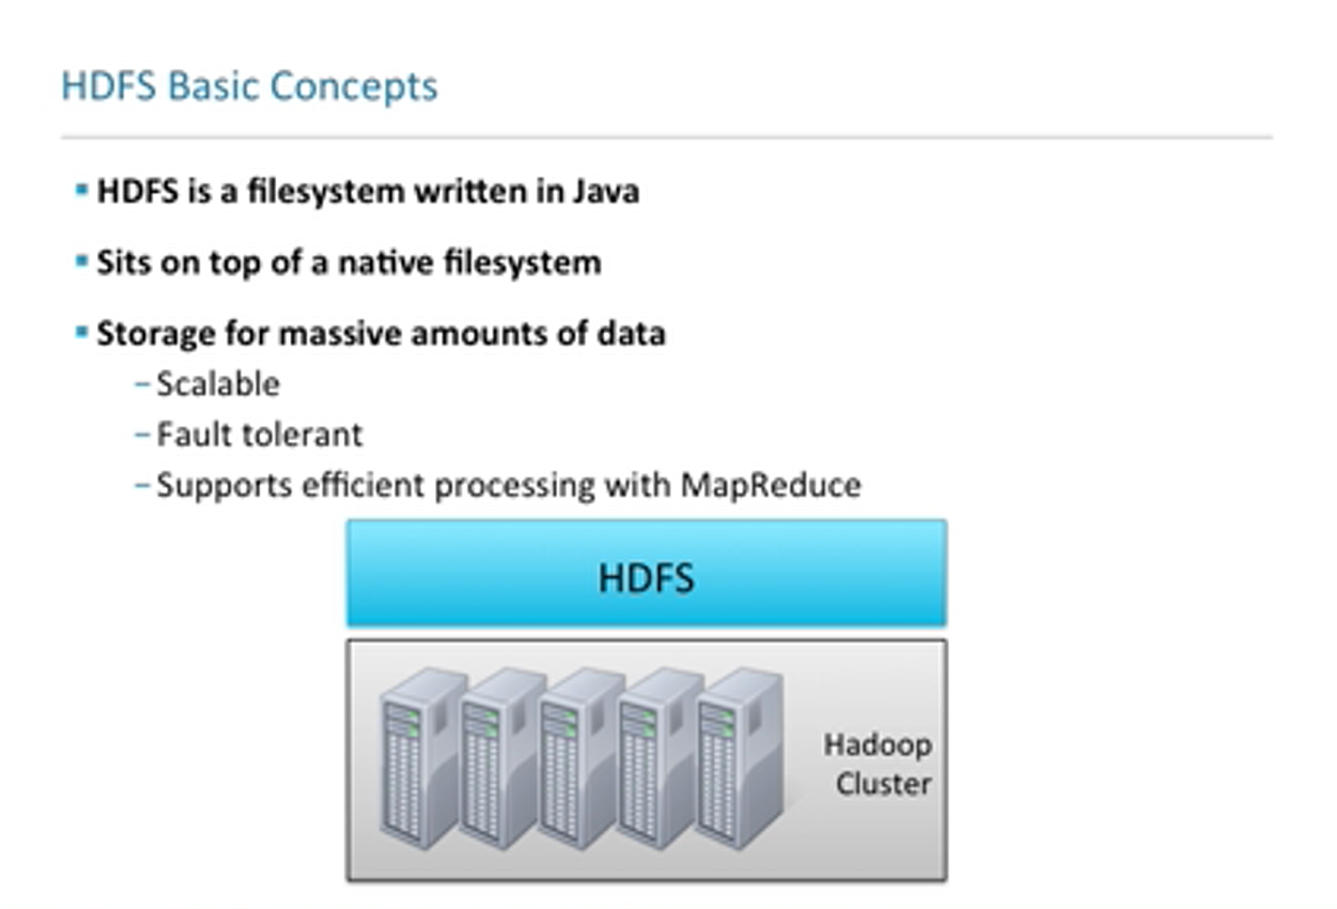 HDFS Basic Concepts
HDFS is a filesystem written in Java
Sits on top of a native filesystem
Storage for massive amounts of data
– Scalable
– Fault tolerant
– Supports efficient processing with MapReduce
HDFS
Hadoop
Cluster